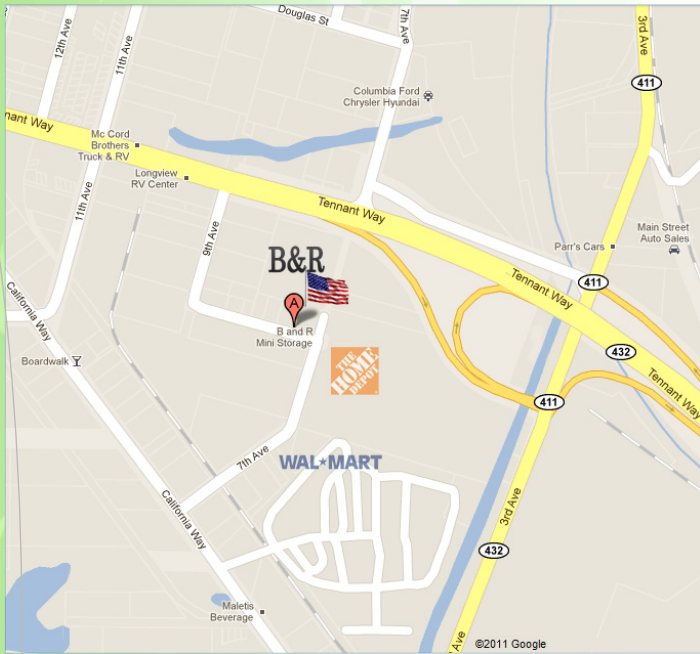 Douglas St
7th Ave
3rd Ave
12th Ave
11th Ave
411
Columbia Ford
Chrysler Hyundai
nnant Way
Mc Cord
Brothers
Truck & RV
Longview
RV Center
Tennant Way
11th Ave
9th Ave
Main Street
Auto Sales
Parr's Cars
B&R
411
Tennant Way
A
California Way
B and R
Mini Storage
432
Boardwalk
THE
HOME
DEPOT
Tennant Way
411
7th Ave
WAL★MART
California Way
3rd Ave
432
Maletis
Beverage
©2011 Google
Ave